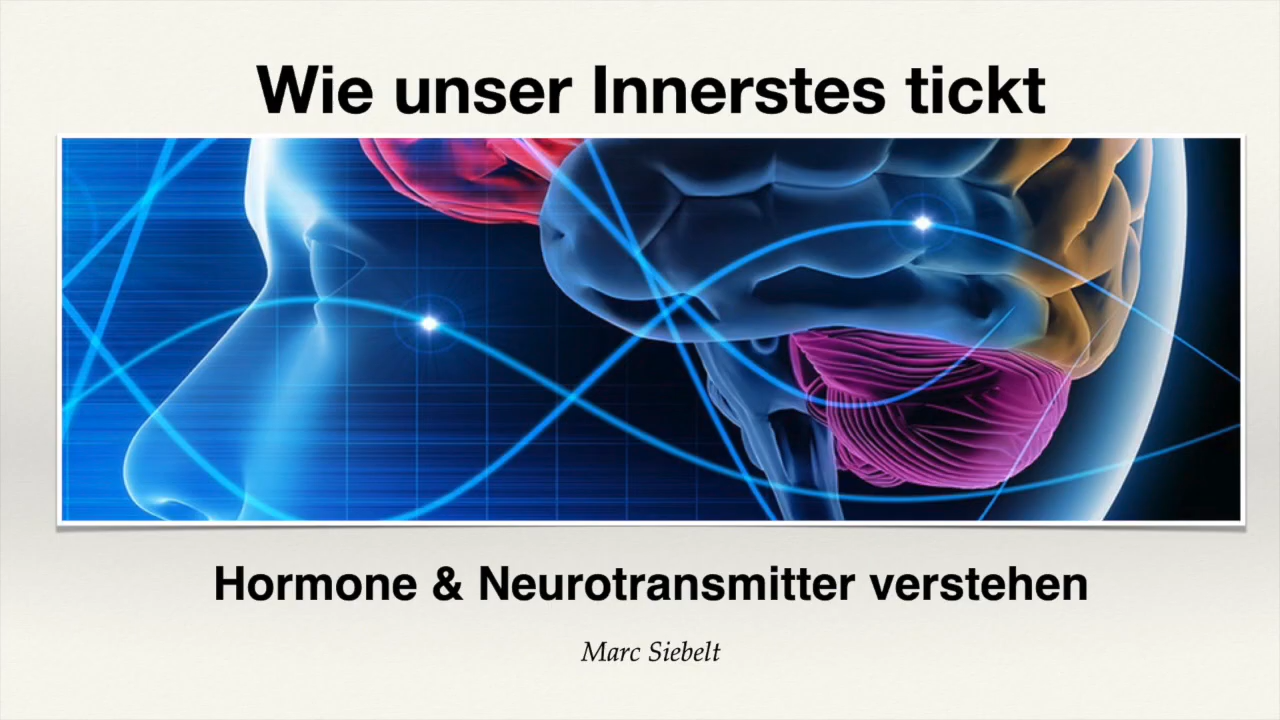 Wie unser Innerstes tickt
Hormone & Neurotransmitter verstehen
Marc Siebelt